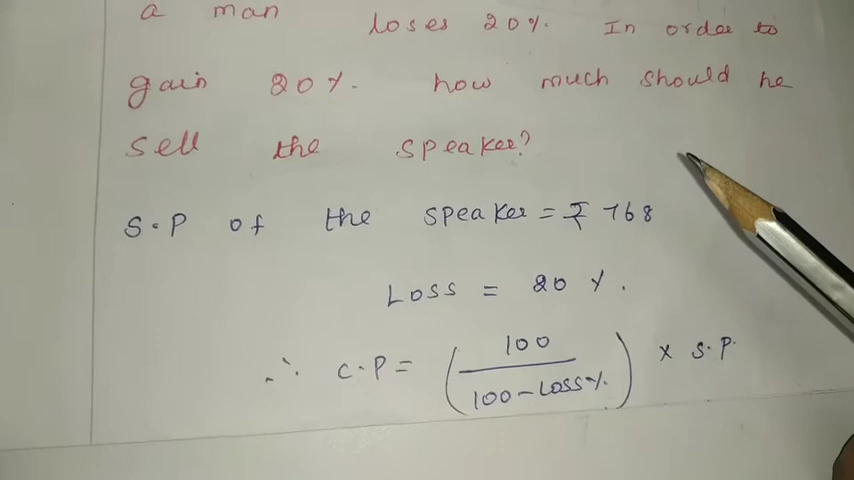 a man loses 20%. In order to
gain 20%. how much should he
sell the speaker?
S.P of the speaker = ₹ 768
Loss = 20 %.
∴ C.P = (100 / 100 - Loss%) x S.P.